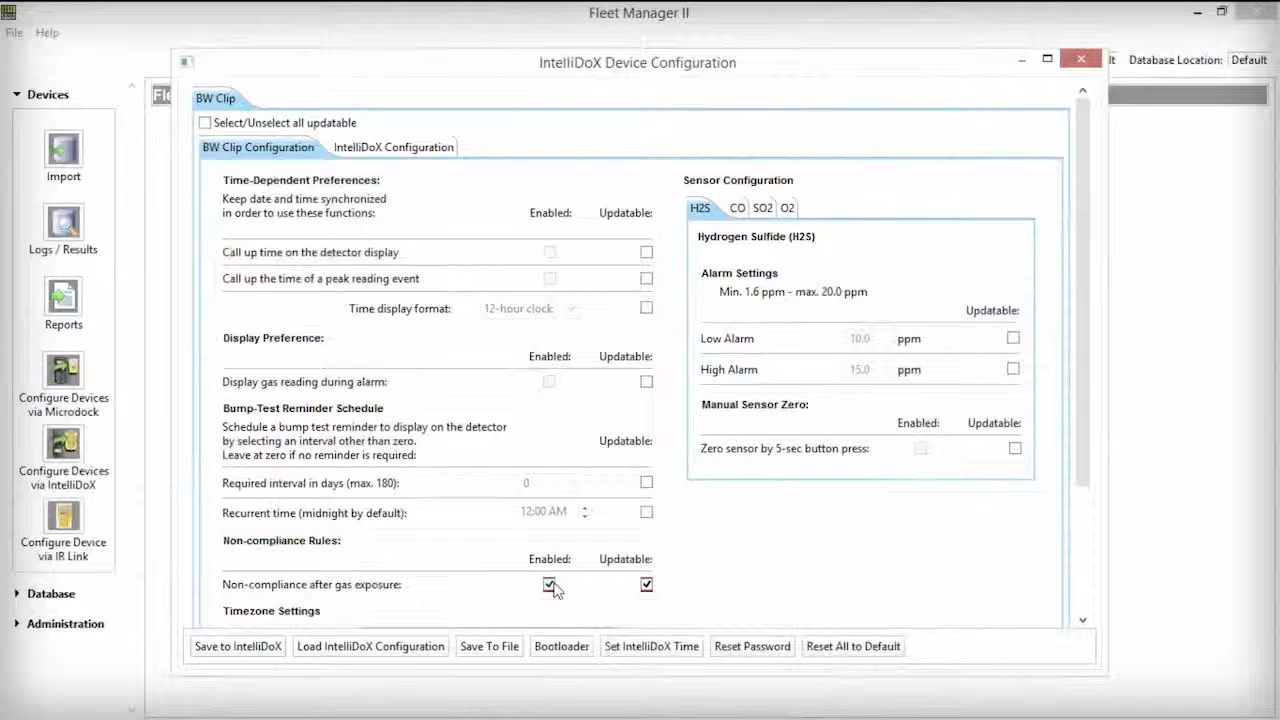 Fleet Manager II
File Help
IntelliDoX Device Configuration
Database Location: Default
Devices
Import
Logs / Results
Reports
Configure Devices
via Microdock
Configure Devices
via IntelliDoX
Configure Device
via IR Link
Database
Administration
BW Clip
Select/Unselect all updatable
BW Clip Configuration IntelliDoX Configuration
Time-Dependent Preferences:
Keep date and time synchronized
in order to use these functions: Enabled: Updatable:
Call up time on the detector display
Call up the time of a peak reading event
Time display format: 12-hour clock
Display Preference:
Enabled: Updatable:
Display gas reading during alarm:
Bump-Test Reminder Schedule
Schedule a bump test reminder to display on the detector
by selecting an interval other than zero. Updatable:
Leave at zero if no reminder is required:
Required interval in days (max. 180): 0
Recurrent time (midnight by default): 12:00 AM
Non-compliance Rules:
Enabled: Updatable:
Non-compliance after gas exposure:
Timezone Settings
Sensor Configuration
H2S CO SO2 O2
Hydrogen Sulfide (H2S)
Alarm Settings
Min. 1.6 ppm - max. 20.0 ppm
Updatable:
Low Alarm 10.0 ppm
High Alarm 15.0 ppm
Manual Sensor Zero:
Enabled: Updatable:
Zero sensor by 5-sec button press:
Save to IntelliDoX Load IntelliDoX Configuration Save To File Bootloader Set IntelliDoX Time Reset Password Reset All to Default